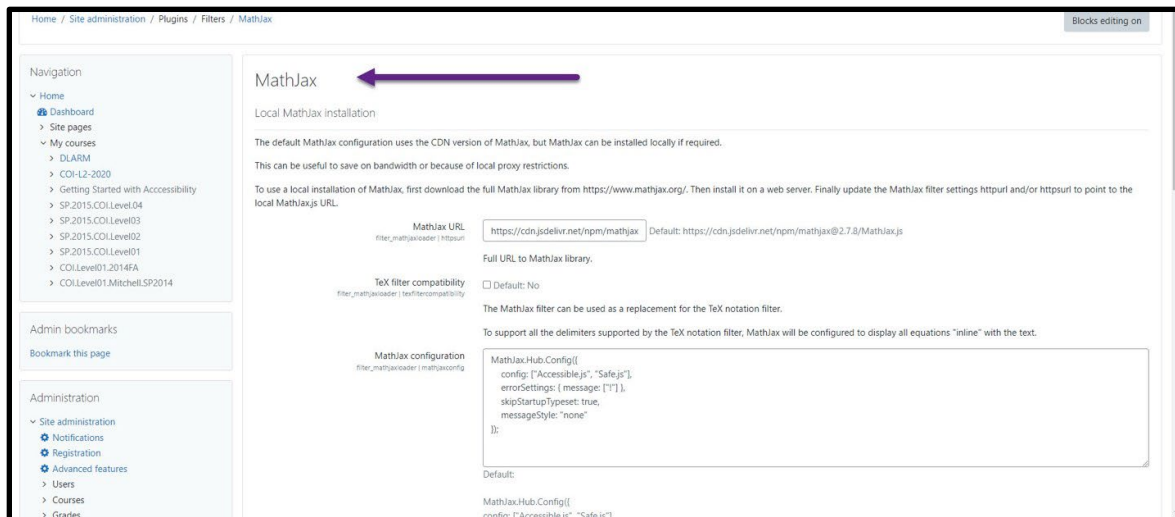 Home / Site administration / Plugins / Filters / MathJax
Blocks editing on
Navigation
Home
Dashboard
Site pages
My courses
DLARM
COI-L2-2020
Getting Started with Acccessibility
SP.2015.COI.Level.04
SP.2015.COI.Level03
SP.2015.COI.Level02
SP.2015.COI.Level01
COI.Level01.2014FA
COI.Level01.Mitchell.SP2014
Admin bookmarks
Bookmark this page
Administration
Site administration
Notifications
Registration
Advanced features
Users
Courses
Grades
MathJax
Local MathJax installation
The default MathJax configuration uses the CDN version of MathJax, but MathJax can be installed locally if required.
This can be useful to save on bandwidth or because of local proxy restrictions.
To use a local installation of MathJax, first download the full MathJax library from https://www.mathjax.org/. Then install it on a web server. Finally update the MathJax filter settings httpurl and/or httpsurl to point to the
local MathJax.js URL.
MathJax URL
filter_mathjaxloader | httpsurl
https://cdn.jsdelivr.net/npm/mathjax Default: https://cdn.jsdelivr.net/npm/mathjax@2.7.8/MathJax.js
Full URL to MathJax library.
TeX filter compatibility
filter_mathjaxloader | texfiltercompatibility
Default: No
The MathJax filter can be used as a replacement for the TeX notation filter.
To support all the delimiters supported by the TeX notation filter, MathJax will be configured to display all equations "inline" with the text.
MathJax configuration
filter_mathjaxloader | mathjaxconfig
MathJax.Hub.Config({
config: ["Accessible.js", "Safe.js"],
errorSettings: { message: ["!"] },
skipStartupTypeset: true,
messageStyle: "none"
});
Default:
MathJax.Hub.Config({
config: ["Accessible.js", "Safe.js"],